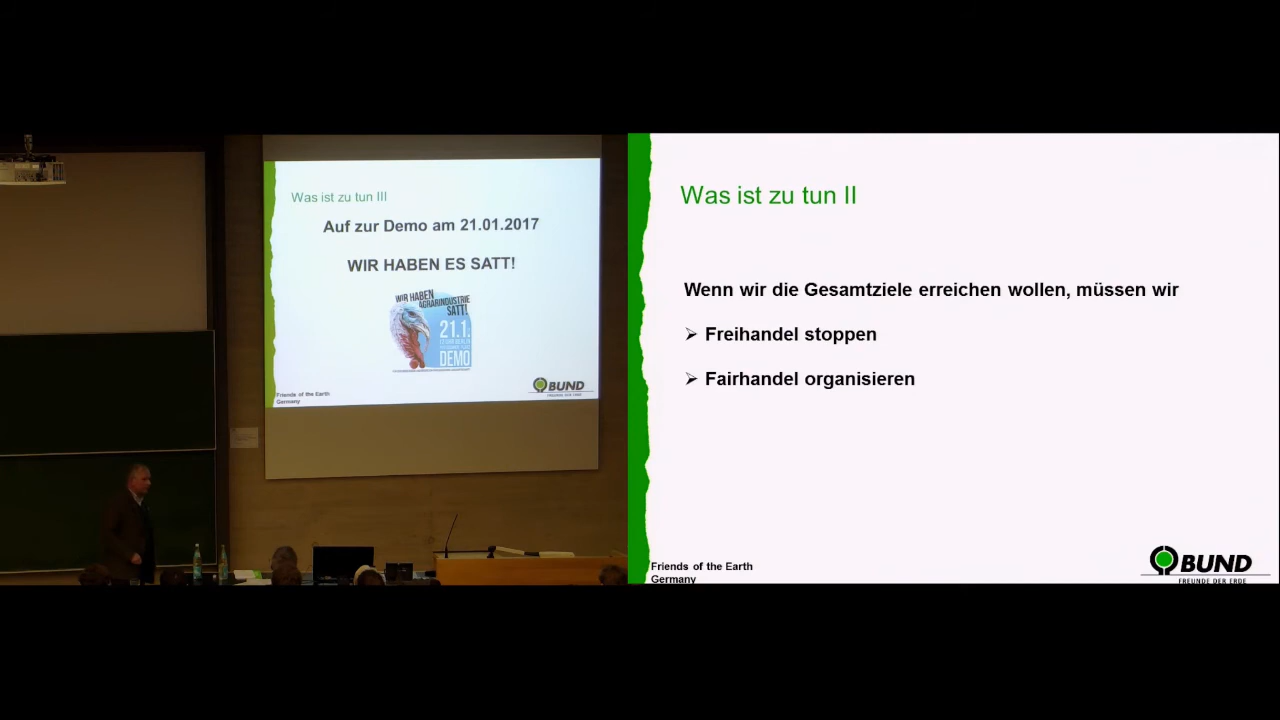 Was ist zu tun III
Auf zur Demo am 21.01.2017
WIR HABEN ES SATT!
WIR HABEN
AGRARINDUSTRIE
SATT!
21.1.
DEMO
Friends of the Earth
Germany
BUND
FREUNDE DER ERDE
Was ist zu tun II
Wenn wir die Gesamtziele erreichen wollen, müssen wir
➢ Freihandel stoppen
➢ Fairhandel organisieren
Friends of the Earth
Germany
BUND
FREUNDE DER ERDE